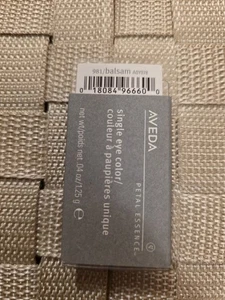 981/balsam
0 18084 96660 0
AVEDA
PETAL ESSENCE
single eye color/
couleur à paupières unique
net wt/poids net .04 oz/1.25 g e